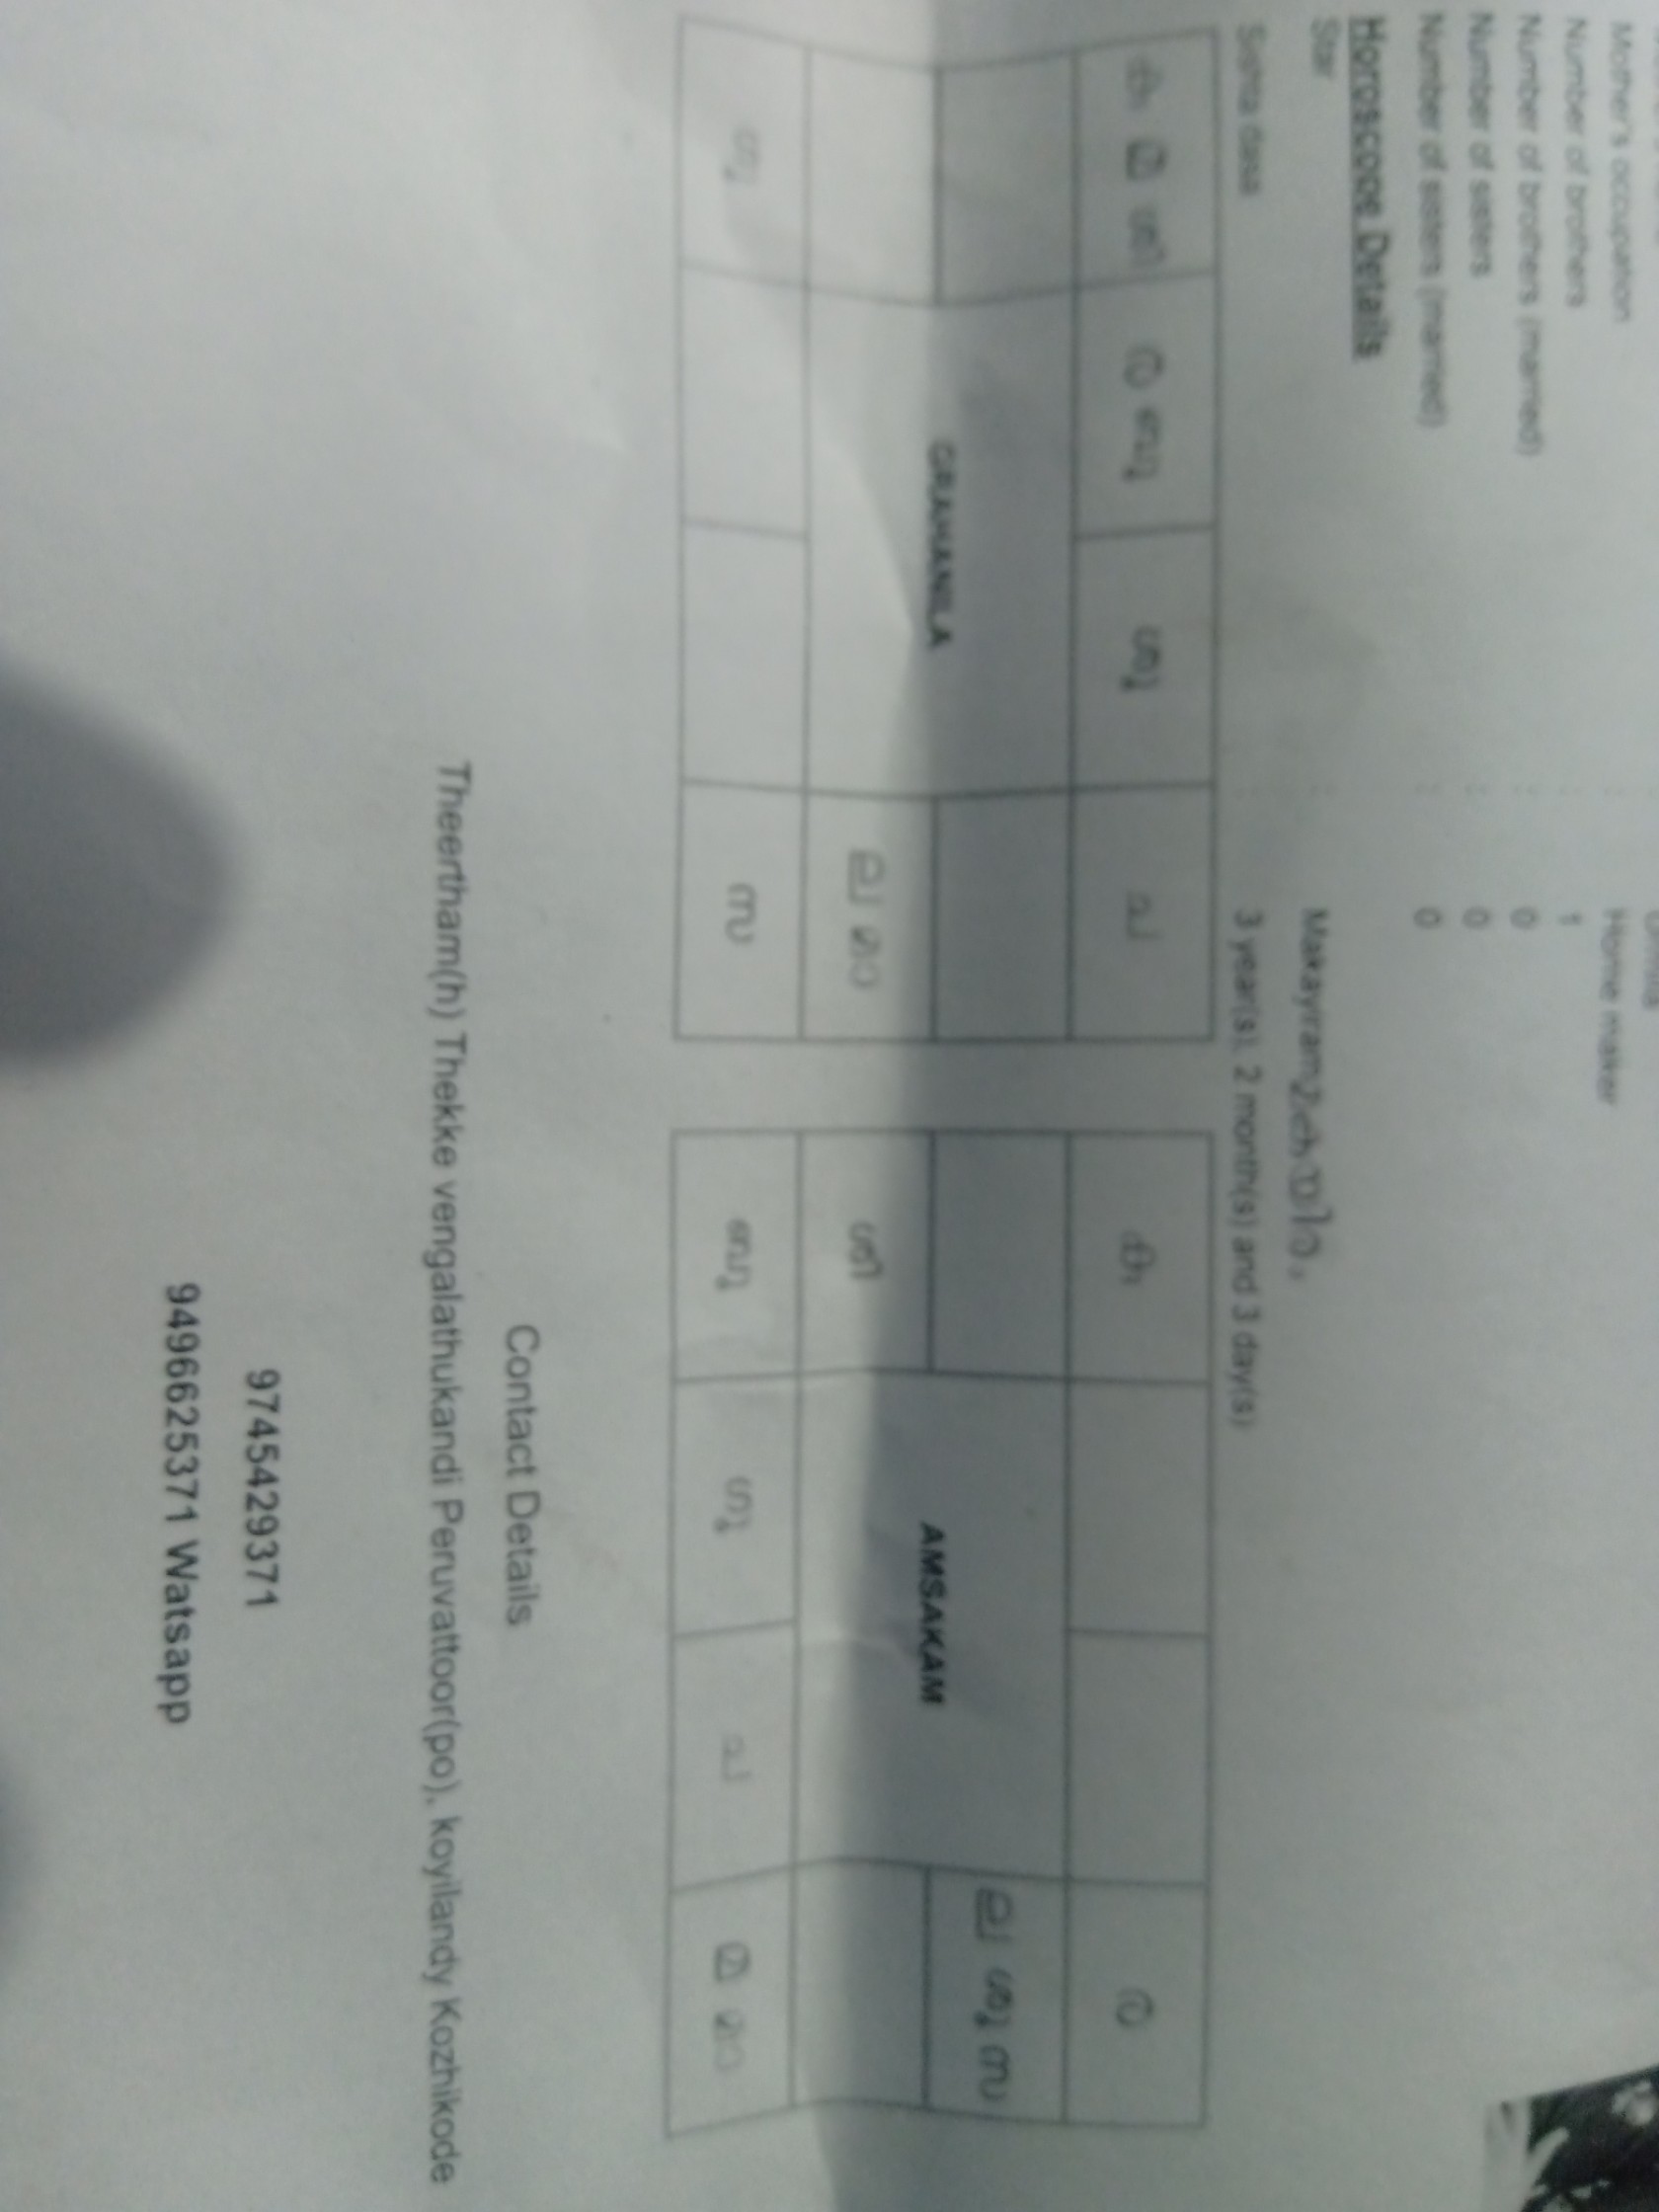 Mother's occupation : Home maker
Number of brothers : 1
Number of brothers (married) : 0
Number of sisters : 0
Number of sisters (married) : 0
Horoscope Details
Star : Makayiram,മകയിരം
Sishta dasa : 3 year(s), 2 month(s) and 3 day(s)
ര ബു
ശു
ച
GRAHANILA
ല മാ
ഗു
സ
ര
ല ശു സ
AMSAKAM
ശി
ബു
ഗു
ച
മ മാ
Contact Details
Theertham(h) Thekke vengalathukandi Peruvattoor(po), koyilandy Kozhikode
9745429371
9496625371 Watsapp